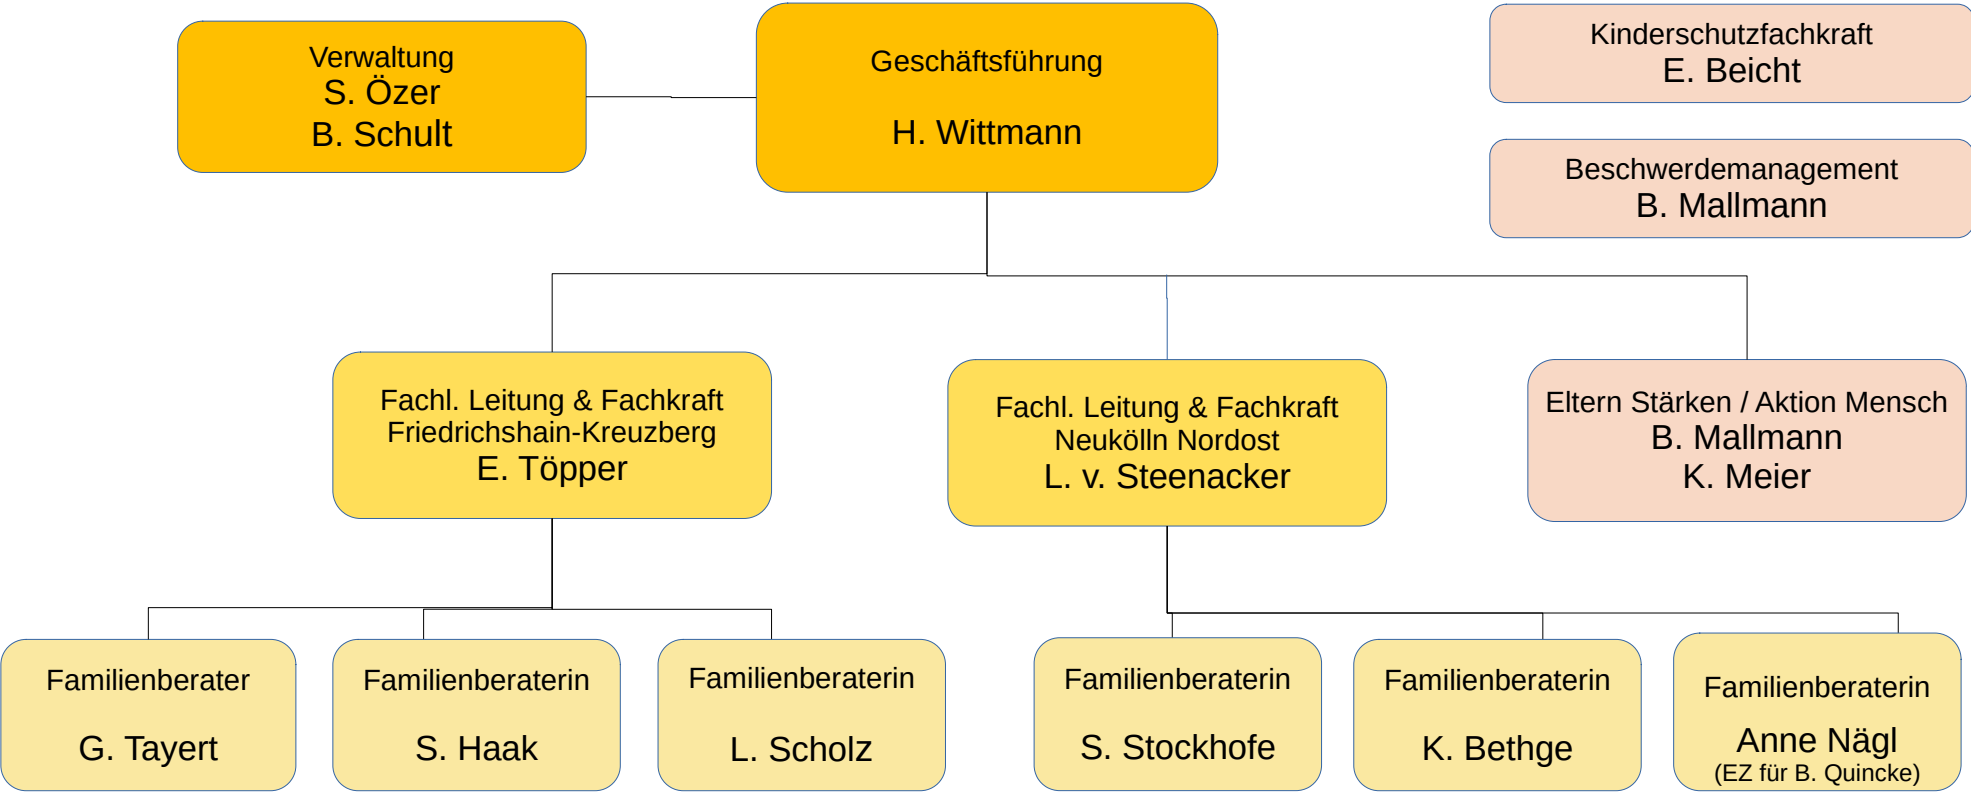 Verwaltung
S. Özer
B. Schult
Geschäftsführung
H. Wittmann
Kinderschutzfachkraft
E. Beicht
Beschwerdemanagement
B. Mallmann
Fachl. Leitung & Fachkraft
Friedrichshain-Kreuzberg
E. Töpper
Fachl. Leitung & Fachkraft
Neukölln Nordost
L. v. Steenacker
Eltern Stärken / Aktion Mensch
B. Mallmann
K. Meier
Familienberater
G. Tayert
Familienberaterin
S. Haak
Familienberaterin
L. Scholz
Familienberaterin
S. Stockhofe
Familienberaterin
K. Bethge
Familienberaterin
Anne Nägl
(EZ für B. Quincke)